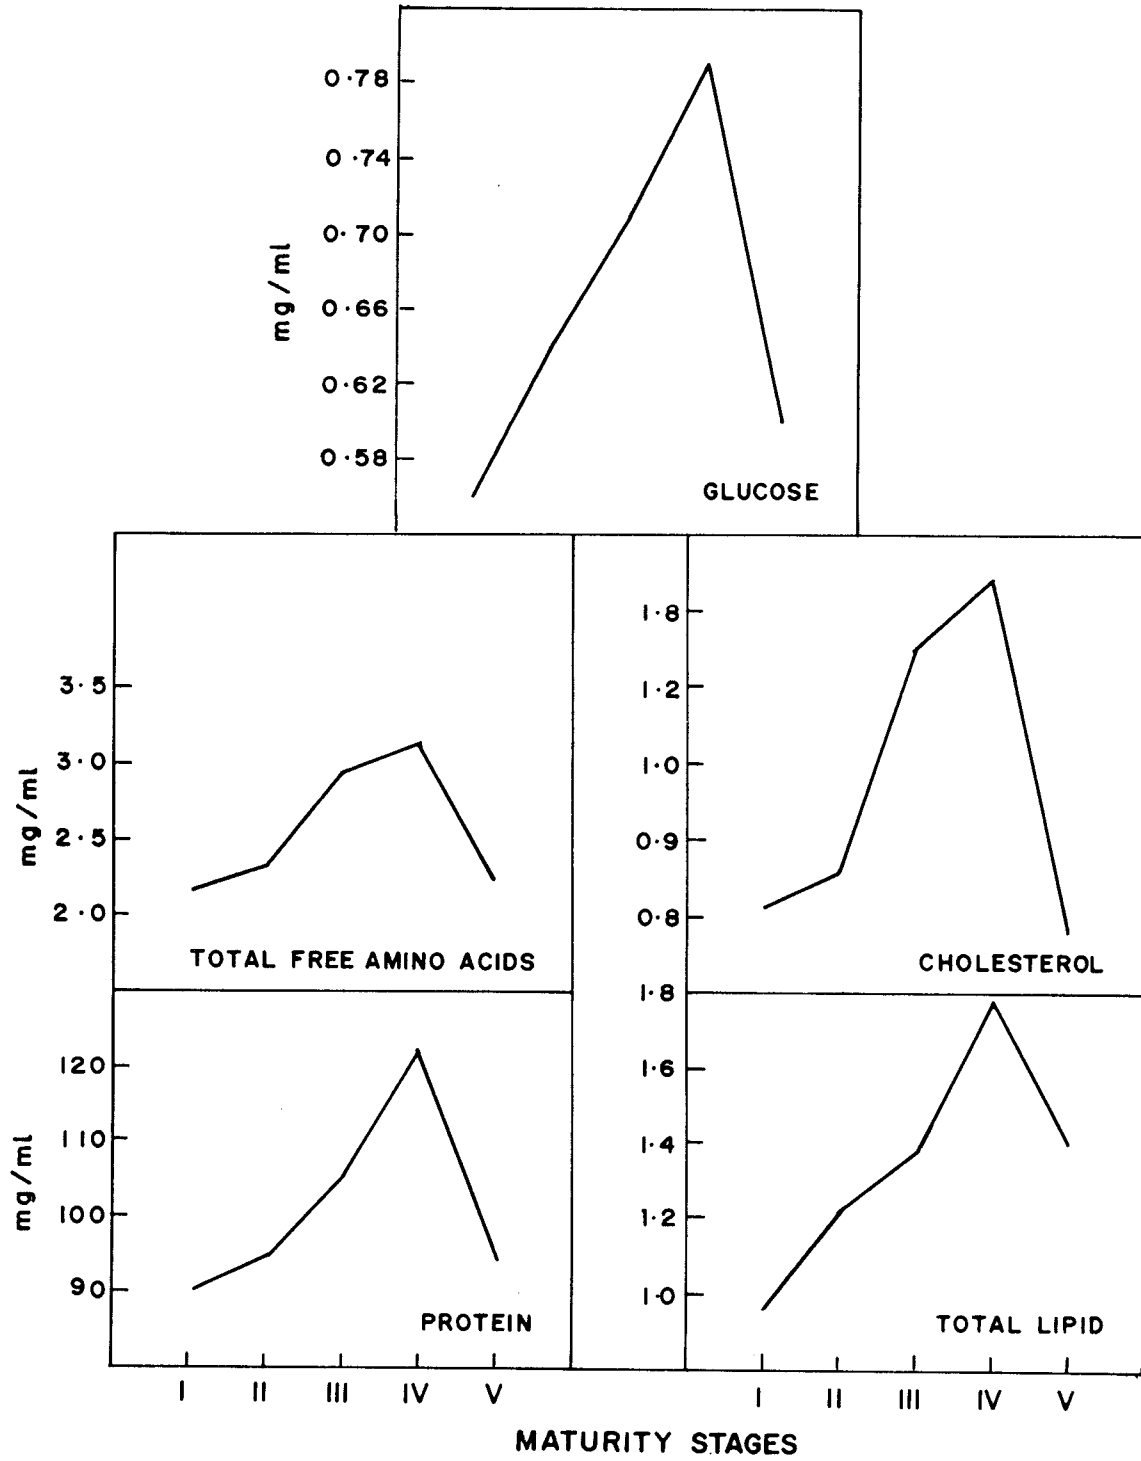 0.78
0.74
0.70
0.66
0.62
0.58
mg/ml
GLUCOSE
3.5
3.0
2.5
2.0
mg/ml
TOTAL FREE AMINO ACIDS
1.8
1.2
1.0
0.9
0.8
CHOLESTEROL
120
110
100
90
mg/ml
PROTEIN
I II III IV V
1.8
1.6
1.4
1.2
1.0
TOTAL LIPID
I II III IV V
MATURITY STAGES